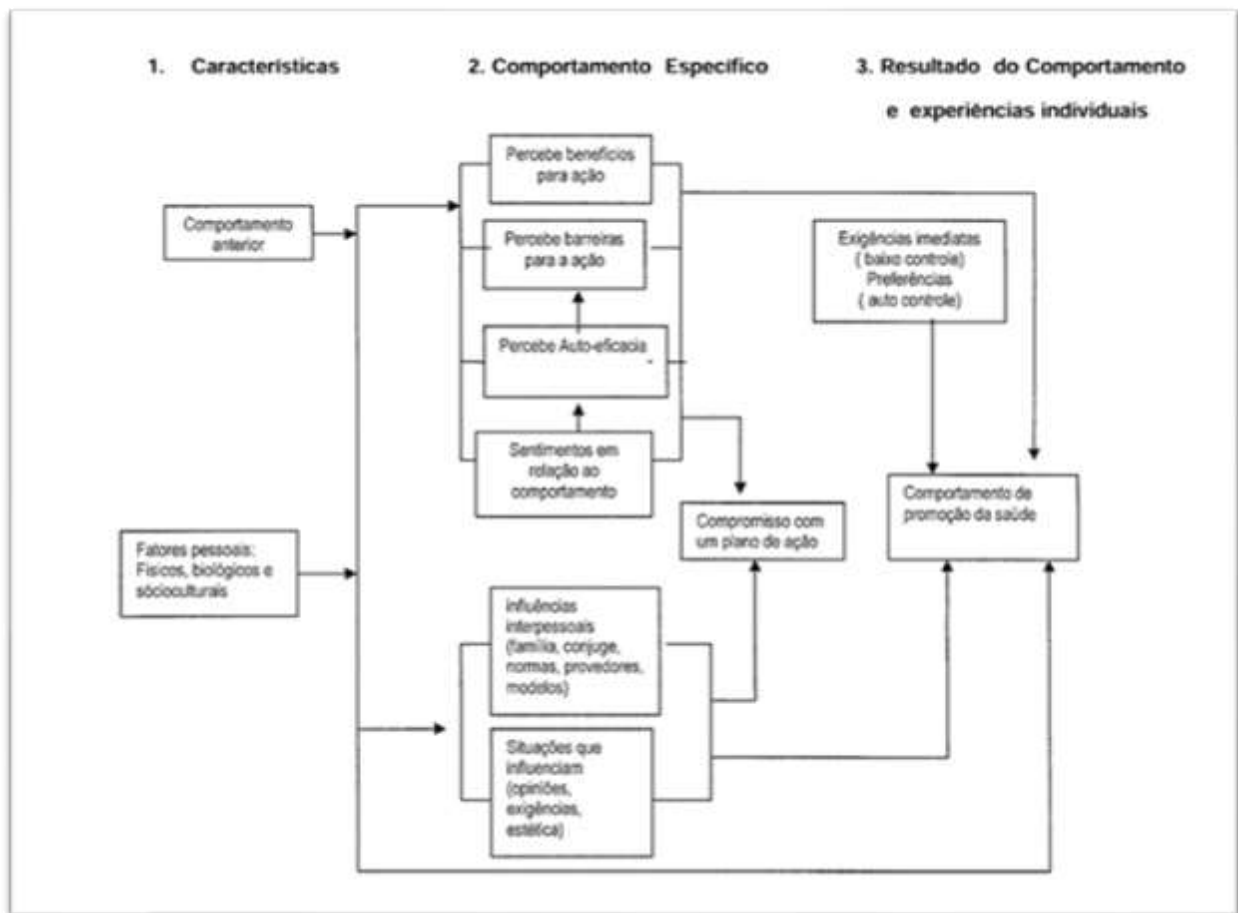 1. Características
2. Comportamento Específico
3. Resultado do Comportamento
e experiências individuais
Percebe benefícios
para ação
Comportamento
anterior
Percebe barreiras
para a ação
Exigências imediatas
( baixo controle)
Preferências
( auto controle)
Percebe Auto-eficacia
Sentimentos em
relação ao
comportamento
Compromisso com
um plano de ação
Comportamento de
promoção da saúde
Fatores pessoais:
Físicos, biológicos e
sócioculturais
influências
interpessoais
(família, conjuge,
normas, provedores,
modelos)
Situações que
influenciam
(opiniões,
exigências,
estética)